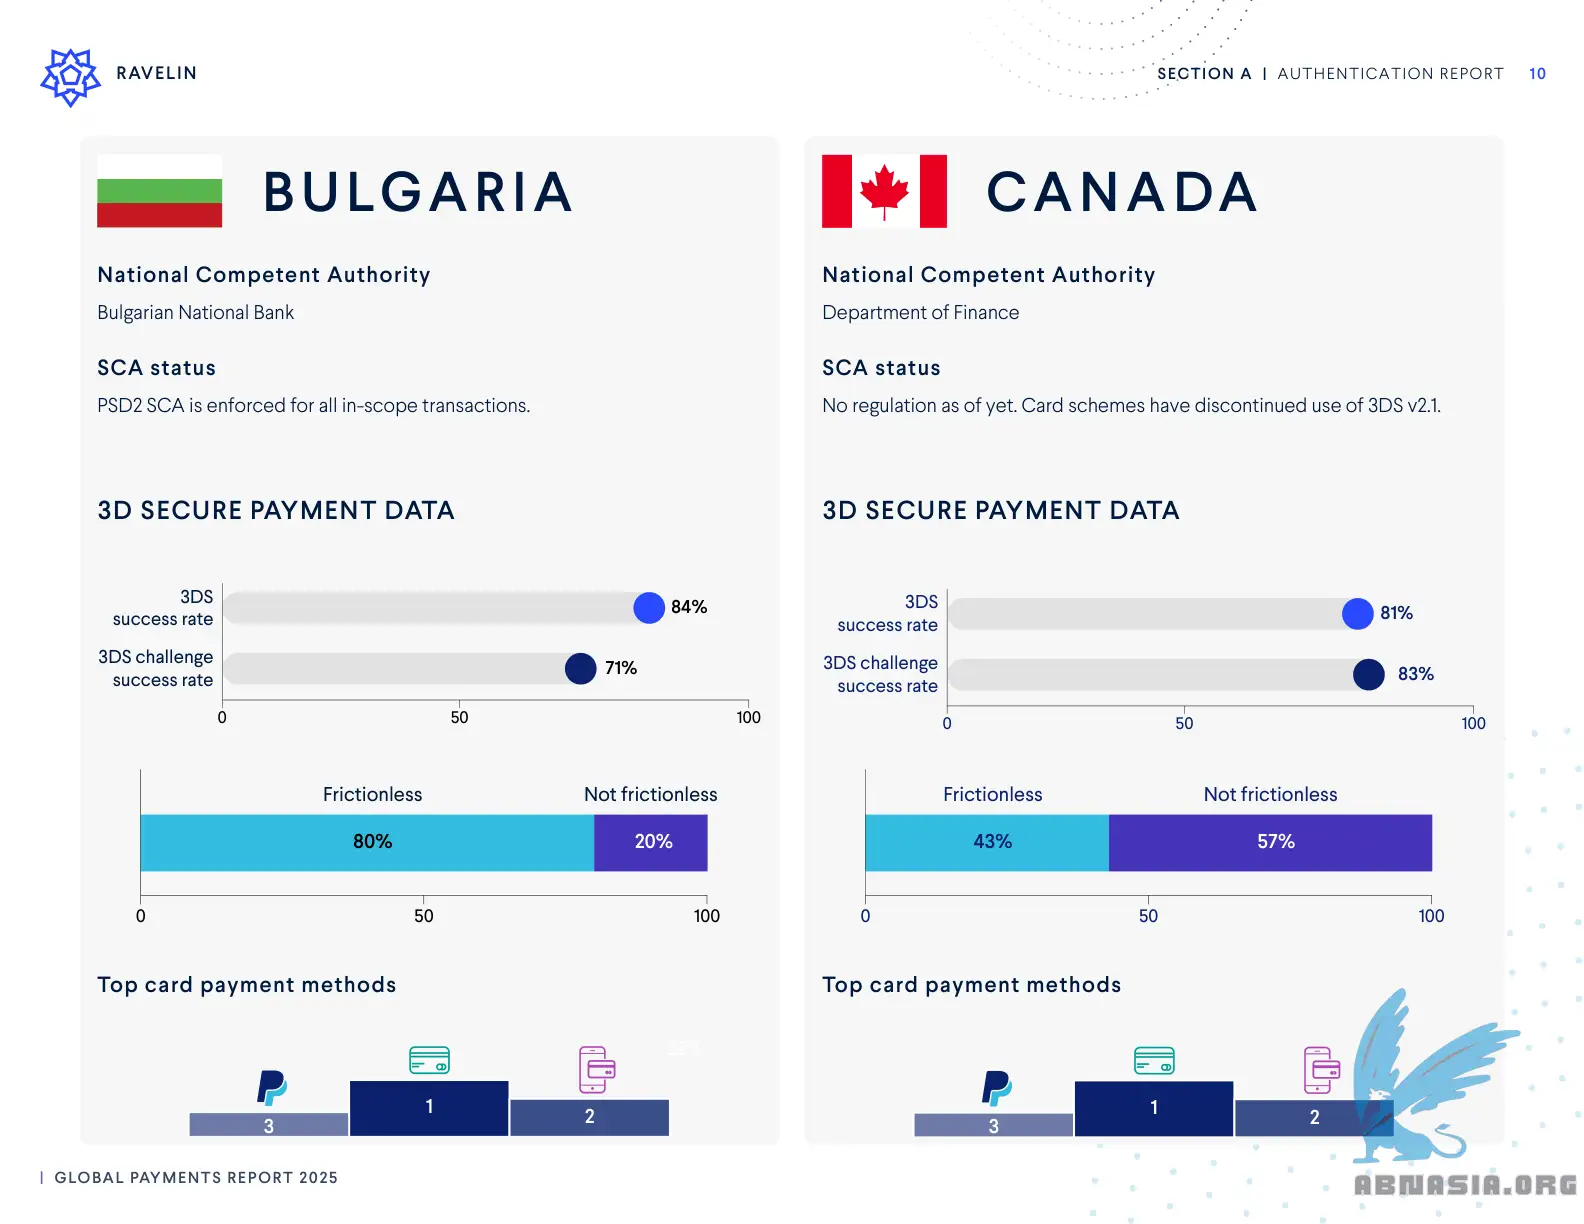 RAVELIN
SECTION A | AUTHENTICATION REPORT 10
BULGARIA
National Competent Authority
Bulgarian National Bank
SCA status
PSD2 SCA is enforced for all in-scope transactions.
3D SECURE PAYMENT DATA
3DS
success rate
84%
3DS challenge
success rate
71%
0 50 100
Frictionless Not frictionless
80% 20%
0 50 100
Top card payment methods
3 1 2
CANADA
National Competent Authority
Department of Finance
SCA status
No regulation as of yet. Card schemes have discontinued use of 3DS v2.1.
3D SECURE PAYMENT DATA
3DS
success rate
81%
3DS challenge
success rate
83%
0 50 100
Frictionless Not frictionless
43% 57%
0 50 100
Top card payment methods
3 1 2
| GLOBAL PAYMENTS REPORT 2025
ABNASIA.ORG